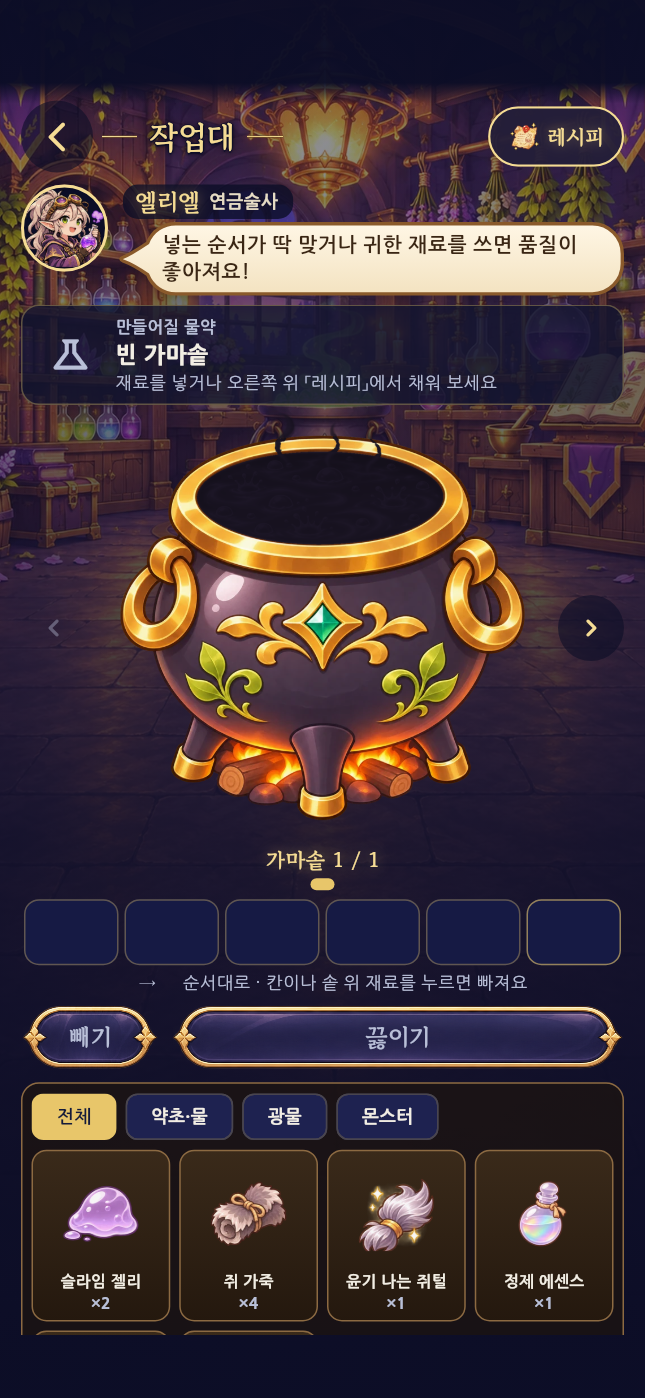 작업대
레시피
엘리엘 연금술사
넣는 순서가 딱 맞거나 귀한 재료를 쓰면 품질이
좋아져요!
만들어질 물약
빈 가마솥
재료를 넣거나 오른쪽 위 「레시피」에서 채워 보세요
가마솥 1 / 1
→ 순서대로 · 칸이나 솥 위 재료를 누르면 빠져요
빼기
끓이기
전체
약초·물
광물
몬스터
슬라임 젤리
×2
쥐 가죽
×4
윤기 나는 쥐털
×1
정제 에센스
×1